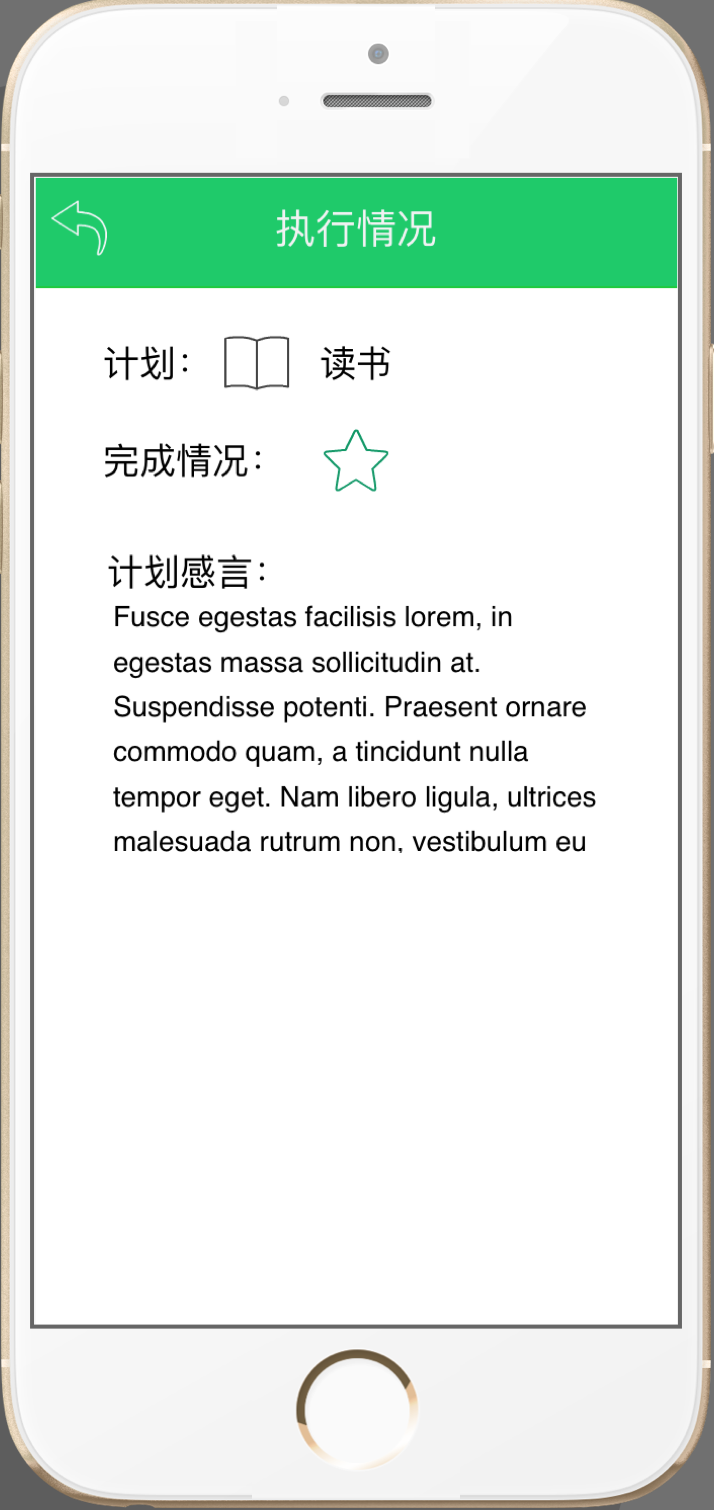 执行情况
计划： 读书
完成情况：
计划感言：
Fusce egestas facilisis lorem, in
egestas massa sollicitudin at.
Suspendisse potenti. Praesent ornare
commodo quam, a tincidunt nulla
tempor eget. Nam libero ligula, ultrices
malesuada rutrum non, vestibulum eu